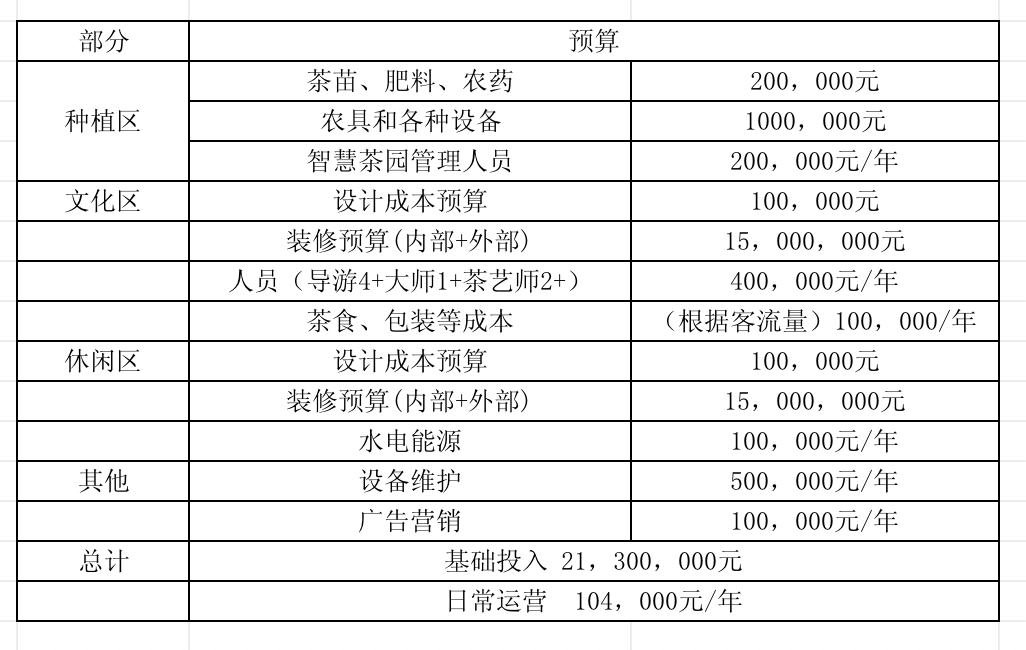 部分 预算
种植区 茶苗、肥料、农药 200，000元
农具和各种设备 1000，000元
智慧茶园管理人员 200，000元/年
文化区 设计成本预算 100，000元
装修预算(内部+外部) 15，000，000元
人员（导游4+大师1+茶艺师2+） 400，000元/年
茶食、包装等成本 （根据客流量）100，000/年
休闲区 设计成本预算 100，000元
装修预算(内部+外部) 15，000，000元
水电能源 100，000元/年
其他 设备维护 500，000元/年
广告营销 100，000元/年
总计 基础投入 21，300，000元
日常运营 104，000元/年